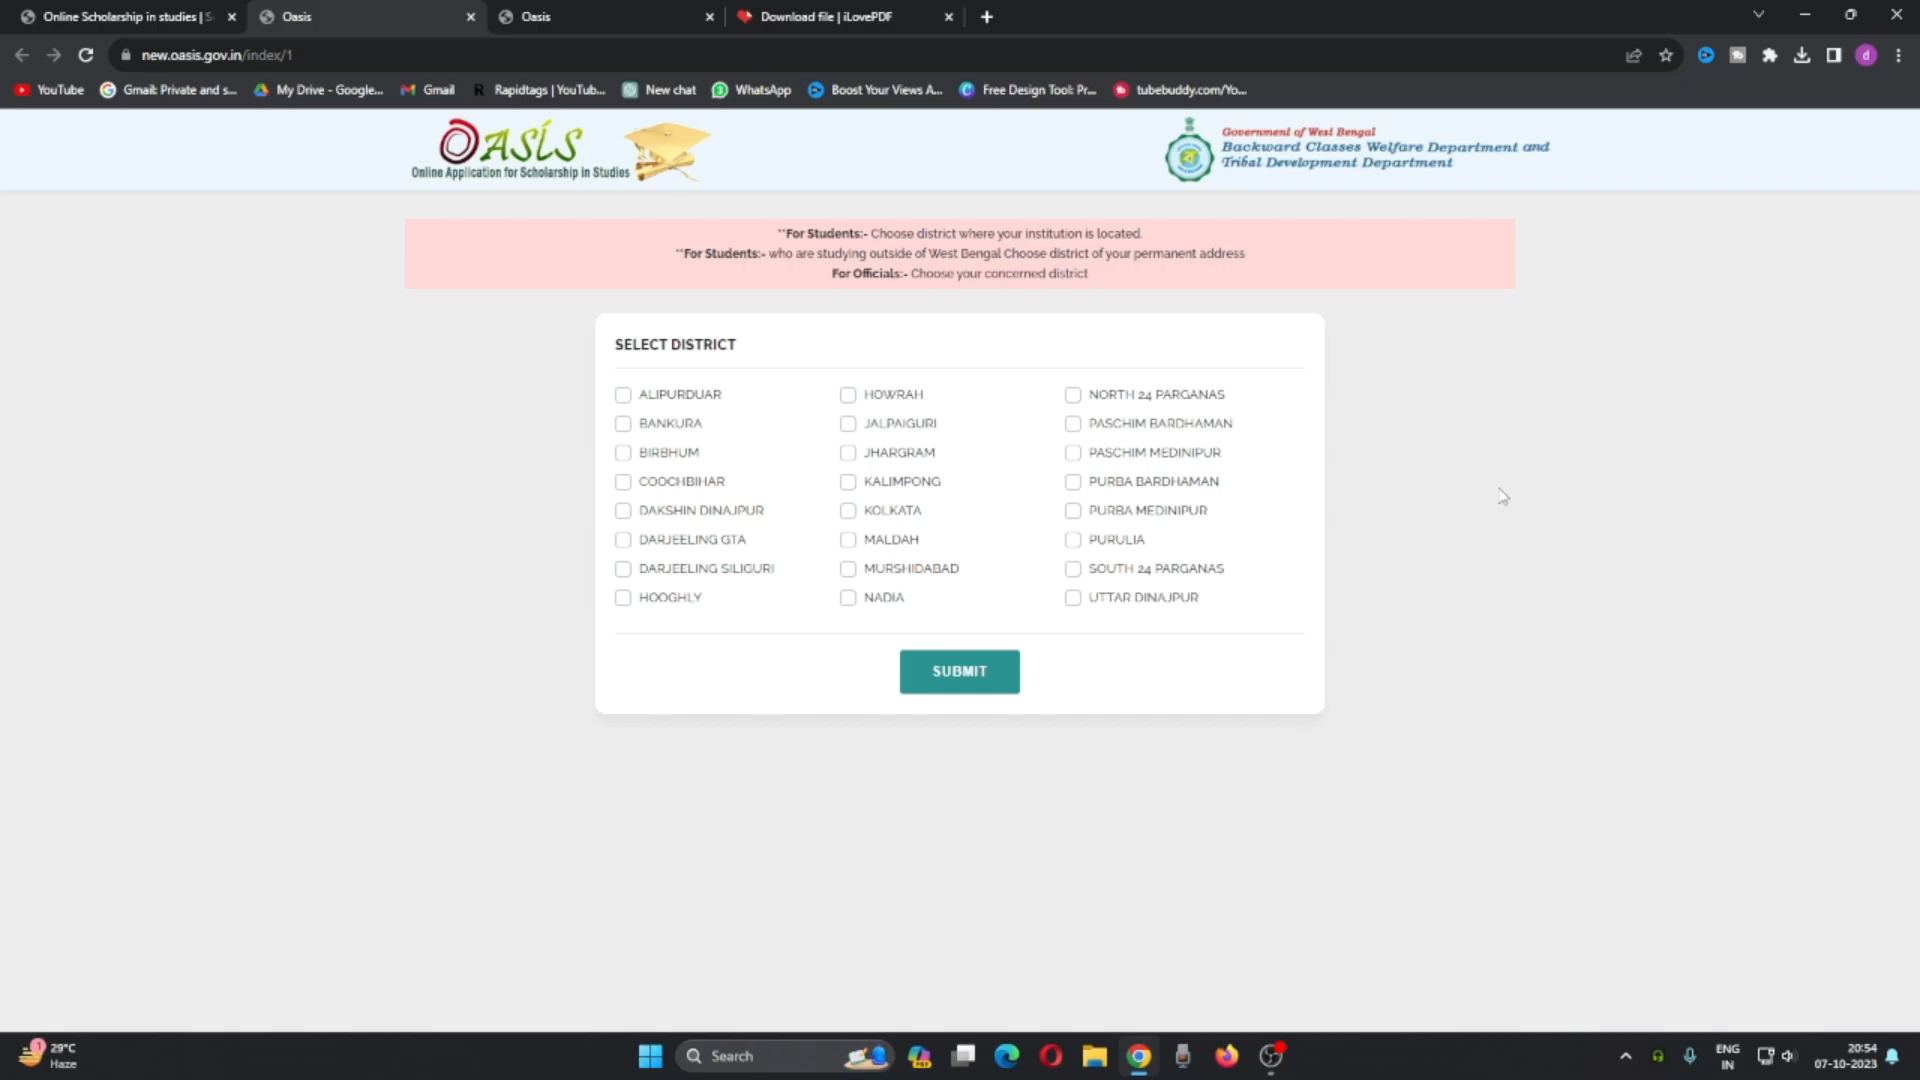 Online Scholarship in studies | S
Oasis
Oasis
Download file | iLovePDF
new.oasis.gov.in/index/1
YouTube
Gmail: Private and s...
My Drive - Google...
Gmail
Rapidtags | YouTub...
New chat
WhatsApp
Boost Your Views A...
Free Design Tool: Pr...
tubebuddy.com/Yo...
OASIS
Online Application for Scholarship in Studies
Government of West Bengal
Backward Classes Welfare Department and
Tribal Development Department
**For Students:- Choose district where your institution is located.
**For Students:- who are studying outside of West Bengal Choose district of your permanent address
For Officials:- Choose your concerned district
SELECT DISTRICT
ALIPURDUAR
BANKURA
BIRBHUM
COOCHBIHAR
DAKSHIN DINAJPUR
DARJEELING GTA
DARJEELING SILIGURI
HOOGHLY
HOWRAH
JALPAIGURI
JHARGRAM
KALIMPONG
KOLKATA
MALDAH
MURSHIDABAD
NADIA
NORTH 24 PARGANAS
PASCHIM BARDHAMAN
PASCHIM MEDINIPUR
PURBA BARDHAMAN
PURBA MEDINIPUR
PURULIA
SOUTH 24 PARGANAS
UTTAR DINAJPUR
SUBMIT
1
29°C
Haze
Search
ENG
IN
20:54
07-10-2023